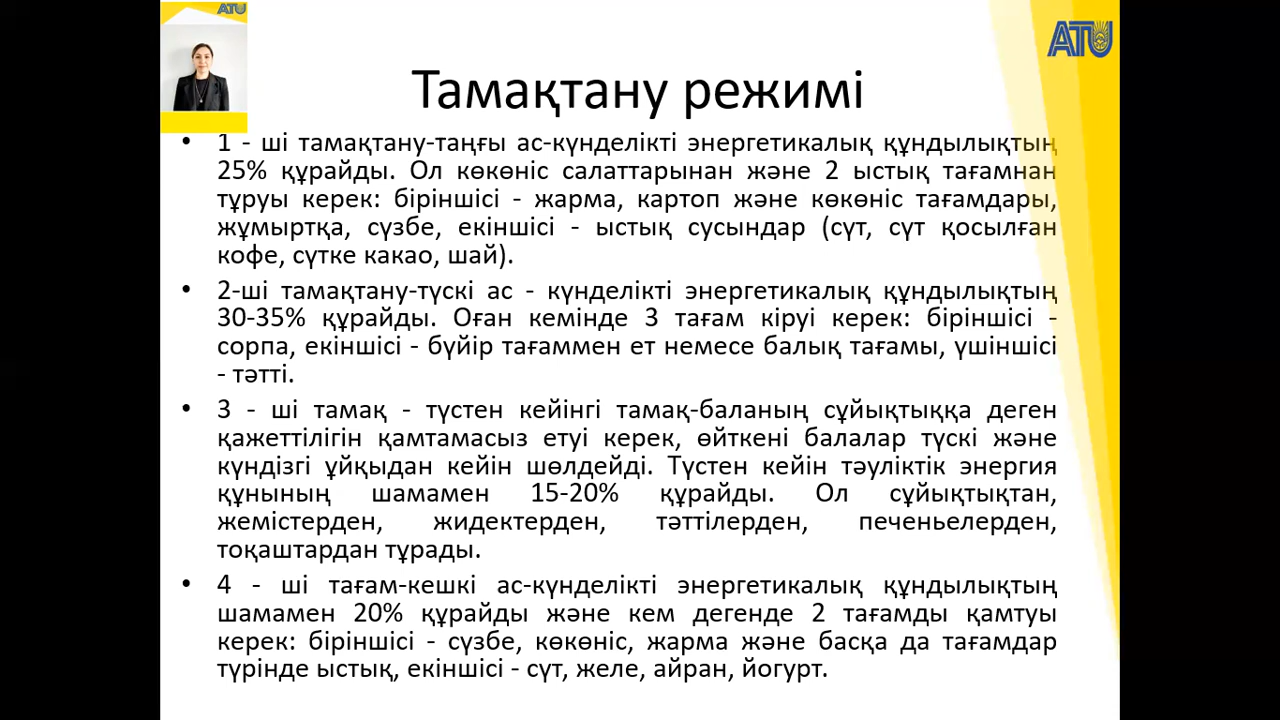 ATU
ATU
Тамақтану режимі
• 1 - ші тамақтану-таңғы ас-күнделікті энергетикалық құндылықтың
25% құрайды. Ол көкөніс салаттарынан және 2 ыстық тағамнан
тұруы керек: біріншісі - жарма, картоп және көкөніс тағамдары,
жұмыртқа, сүзбе, екіншісі - ыстық сусындар (сүт, сүт қосылған
кофе, сүтке какао, шай).
• 2-ші тамақтану-түскі ас - күнделікті энергетикалық құндылықтың
30-35% құрайды. Оған кемінде 3 тағам кіруі керек: біріншісі -
сорпа, екіншісі - бүйір тағаммен ет немесе балық тағамы, үшіншісі
- тәтті.
• 3 - ші тамақ - түстен кейінгі тамақ-баланың сұйықтыққа деген
қажеттілігін қамтамасыз етуі керек, өйткені балалар түскі және
күндізгі ұйқыдан кейін шөлдейді. Түстен кейін тәуліктік энергия
құнының шамамен 15-20% құрайды. Ол сұйықтықтан,
жемістерден, жидектерден, тәттілерден, печеньелерден,
тоқаштардан тұрады.
• 4 - ші тағам-кешкі ас-күнделікті энергетикалық құндылықтың
шамамен 20% құрайды және кем дегенде 2 тағамды қамтуы
керек: біріншісі - сүзбе, көкөніс, жарма және басқа да тағамдар
түрінде ыстық, екіншісі - сүт, желе, айран, йогурт.